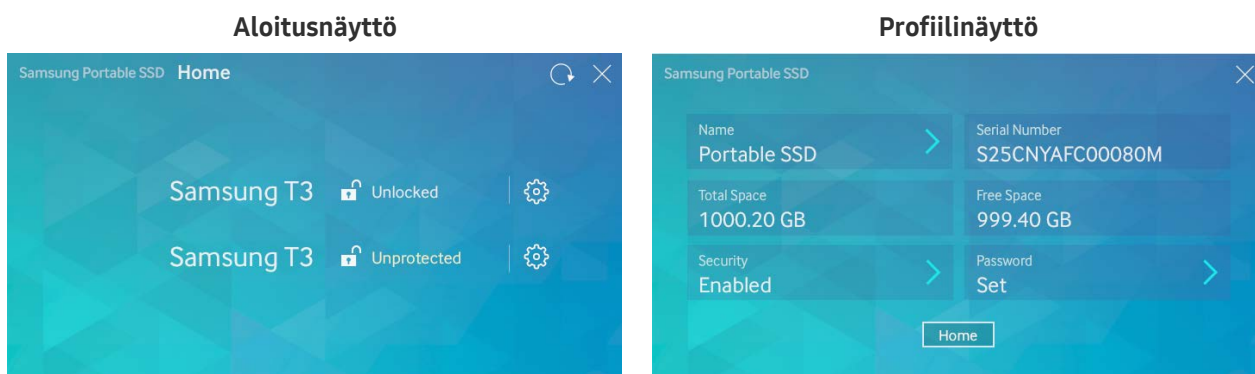 Aloitusnäyttö
Samsung Portable SSD Home
Samsung T3 Unlocked
Samsung T3 Unprotected
Profiilinäyttö
Samsung Portable SSD
Name
Portable SSD
Serial Number
S25CNYAFC00080M
Total Space
1000.20 GB
Free Space
999.40 GB
Security
Enabled
Password
Set
Home